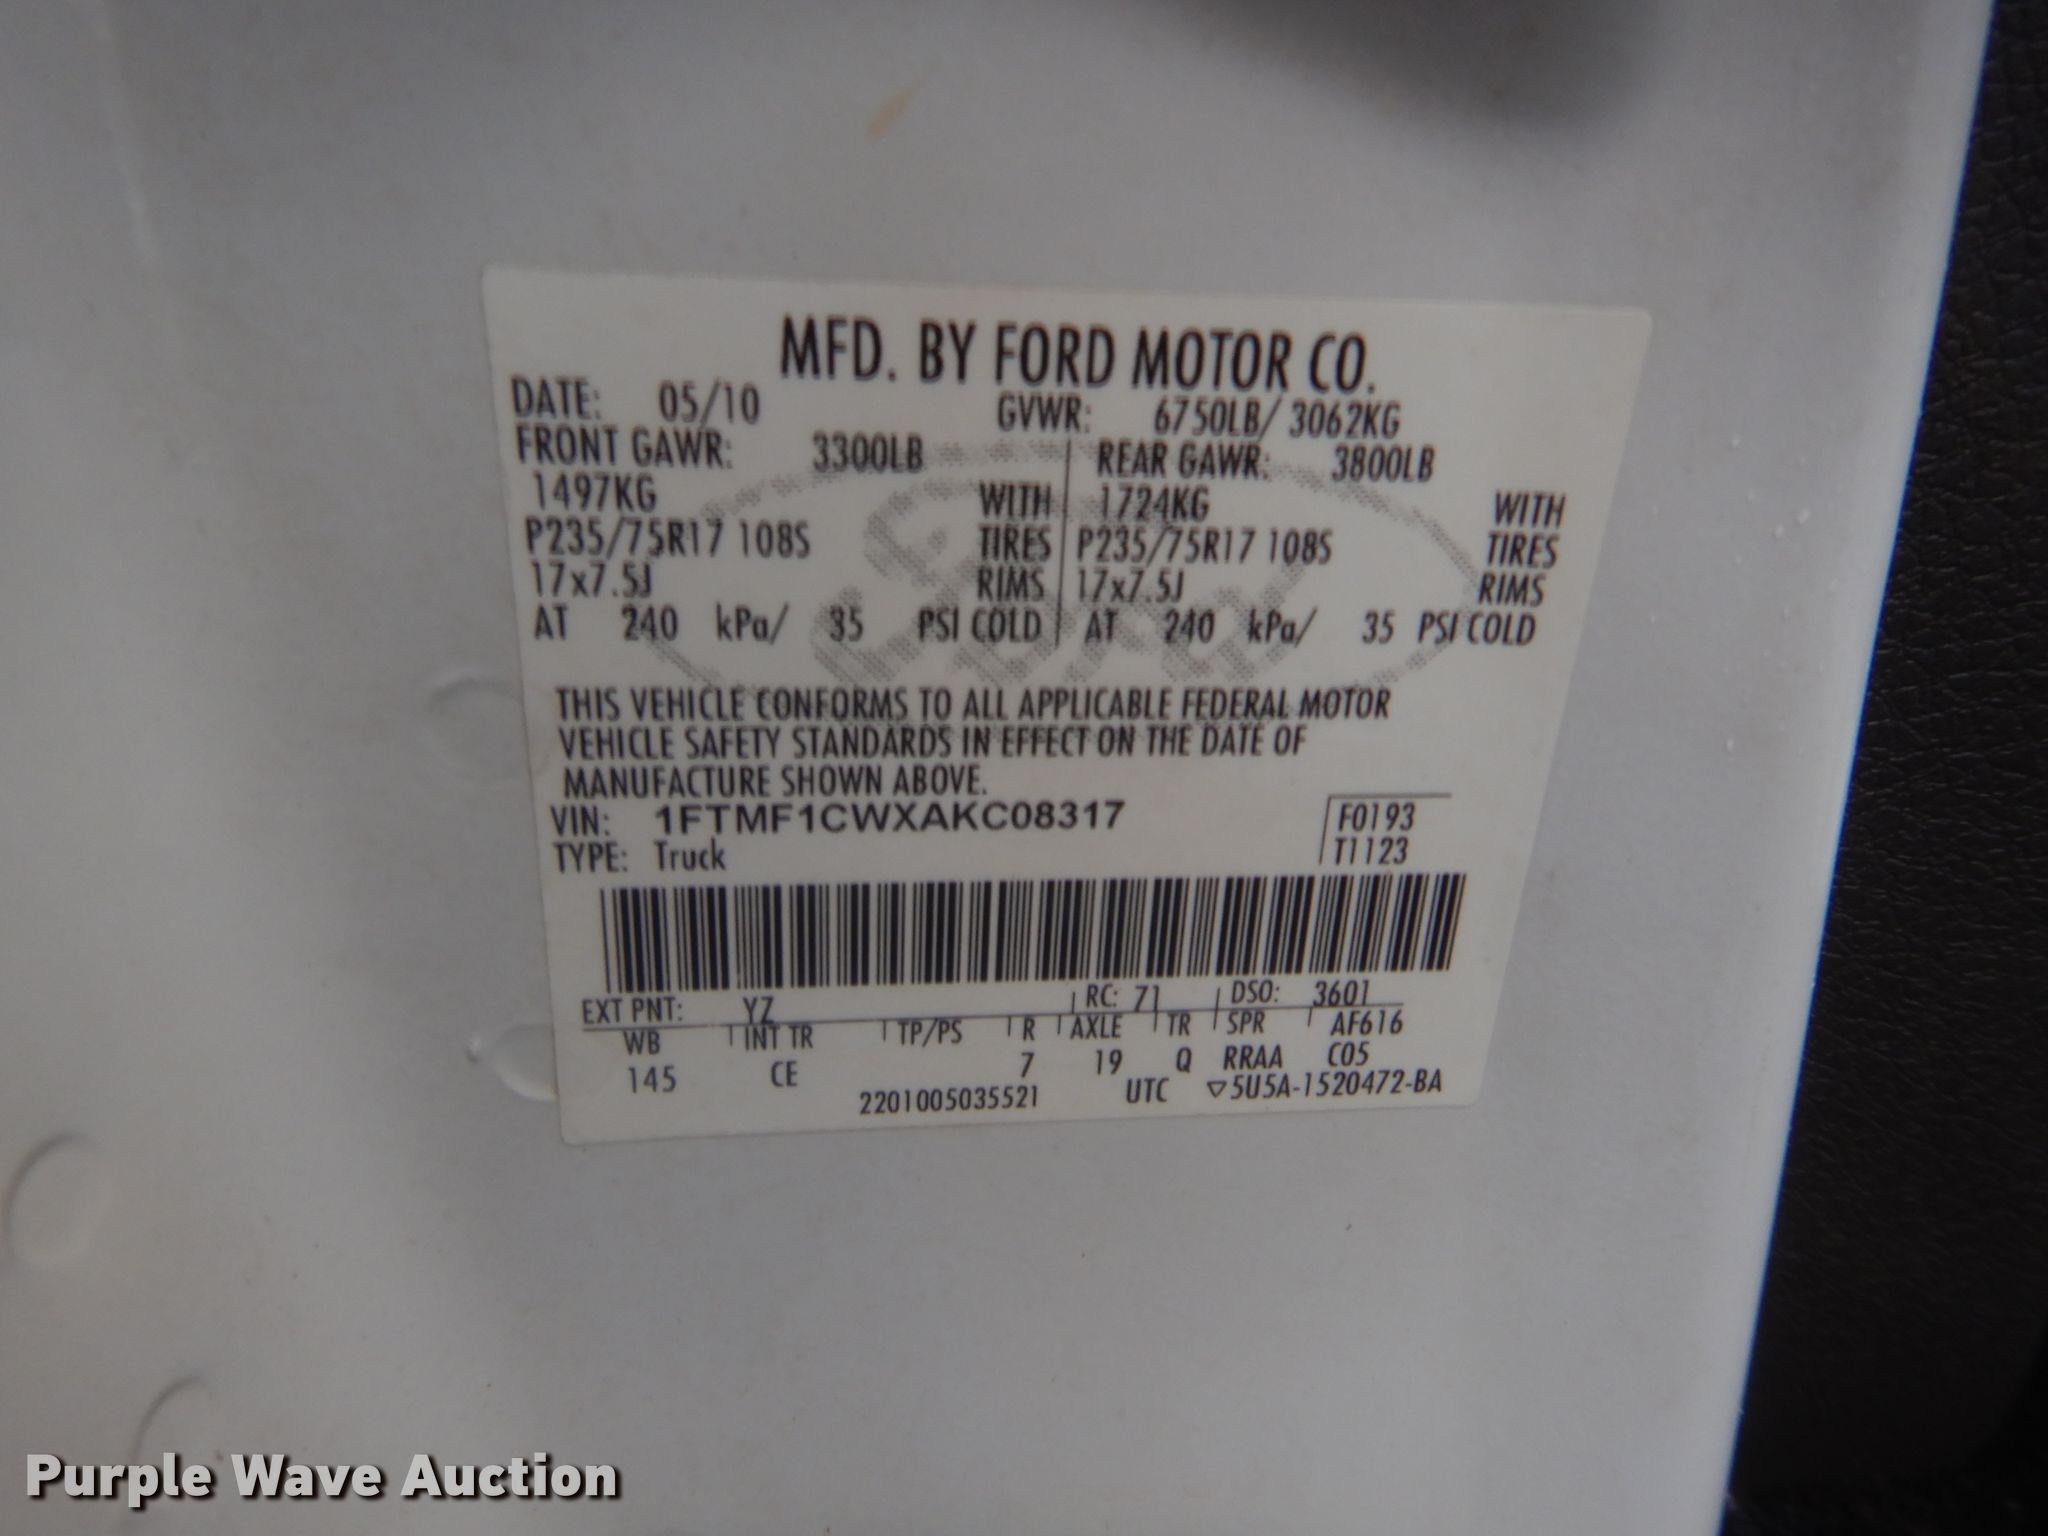 MFD. BY FORD MOTOR CO.
DATE: 05/10 GVWR: 6750LB/ 3062KG
FRONT GAWR: 3300LB REAR GAWR: 3800LB
1497KG WITH 1724KG WITH
P235/75R17 108S TIRES P235/75R17 108S TIRES
17x7.5J RIMS 17x7.5J RIMS
AT 240 kPa/ 35 PSI COLD AT 240 kPa/ 35 PSI COLD
Ford
THIS VEHICLE CONFORMS TO ALL APPLICABLE FEDERAL MOTOR
VEHICLE SAFETY STANDARDS IN EFFECT ON THE DATE OF
MANUFACTURE SHOWN ABOVE.
VIN: 1FTMF1CWXAKC08317 F0193
TYPE: Truck T1123
EXT PNT: YZ RC: 71 DSO: 3601
WB INT TR TP/PS R AXLE TR SPR AF616
145 CE 7 19 Q RRAA C05
2201005035521 UTC ▽5U5A-1520472-BA
Purple Wave Auction